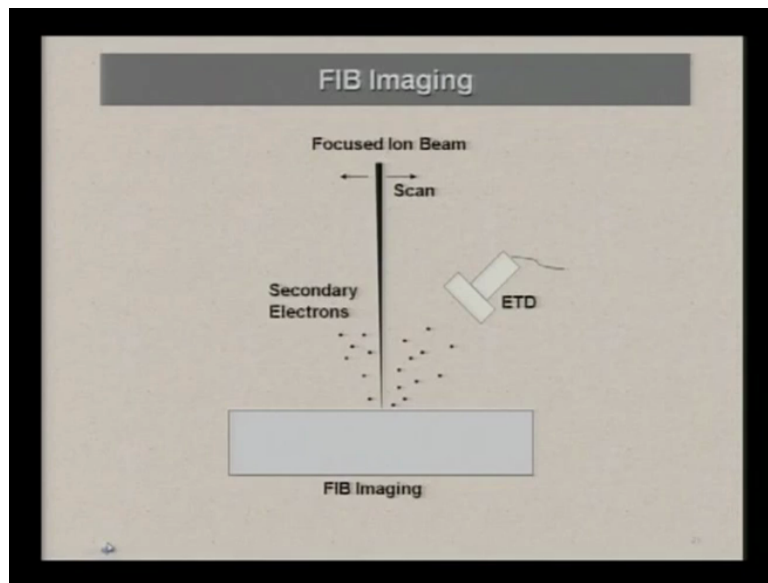 FIB Imaging
Focused Ion Beam
Scan
Secondary
Electrons
ETD
FIB Imaging